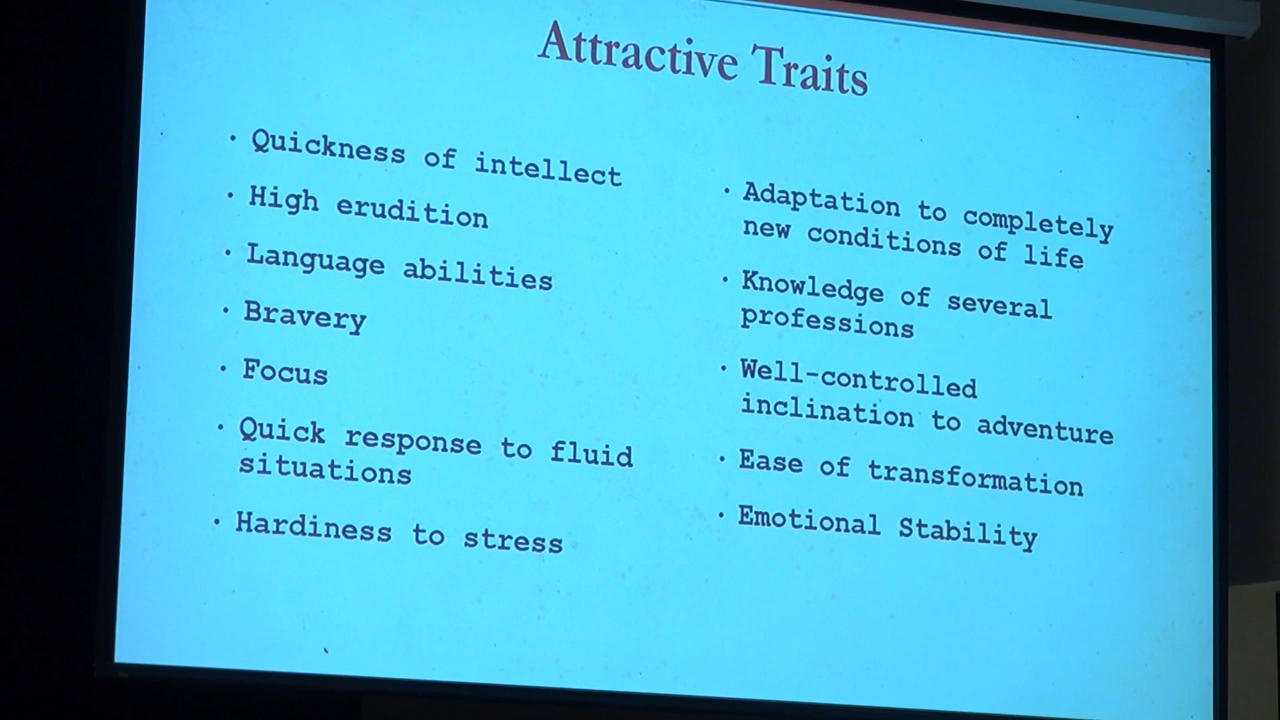 Attractive Traits
· Quickness of intellect
· High erudition
· Language abilities
· Bravery
· Focus
· Quick response to fluid
situations
· Hardiness to stress
· Adaptation to completely
new conditions of life
· Knowledge of several
professions
· Well-controlled
inclination to adventure
· Ease of transformation
· Emotional Stability